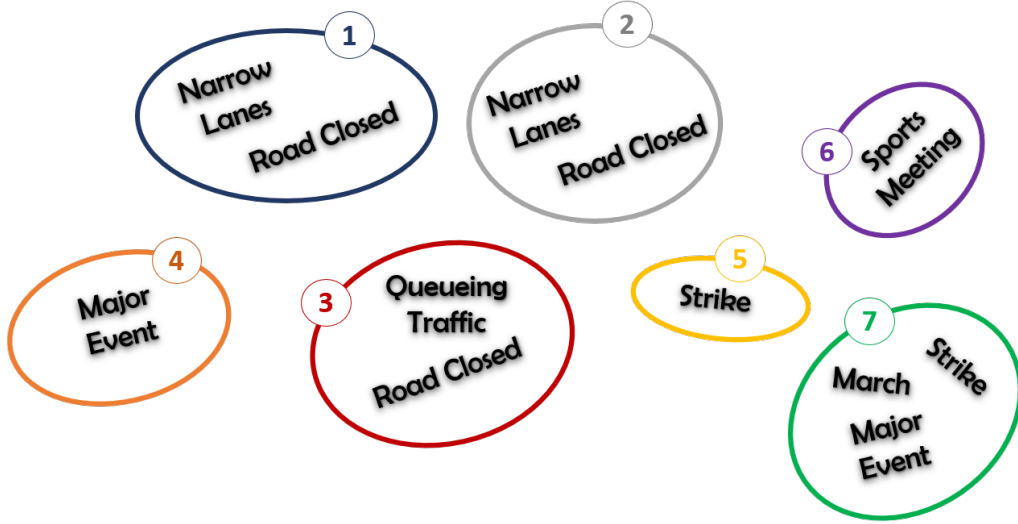 1
Narrow
Lanes
Road Closed
2
Narrow
Lanes
Road Closed
6
Sports
Meeting
4
Major
Event
3
Queueing
Traffic
Road Closed
5
Strike
7
Strike
March
Major
Event